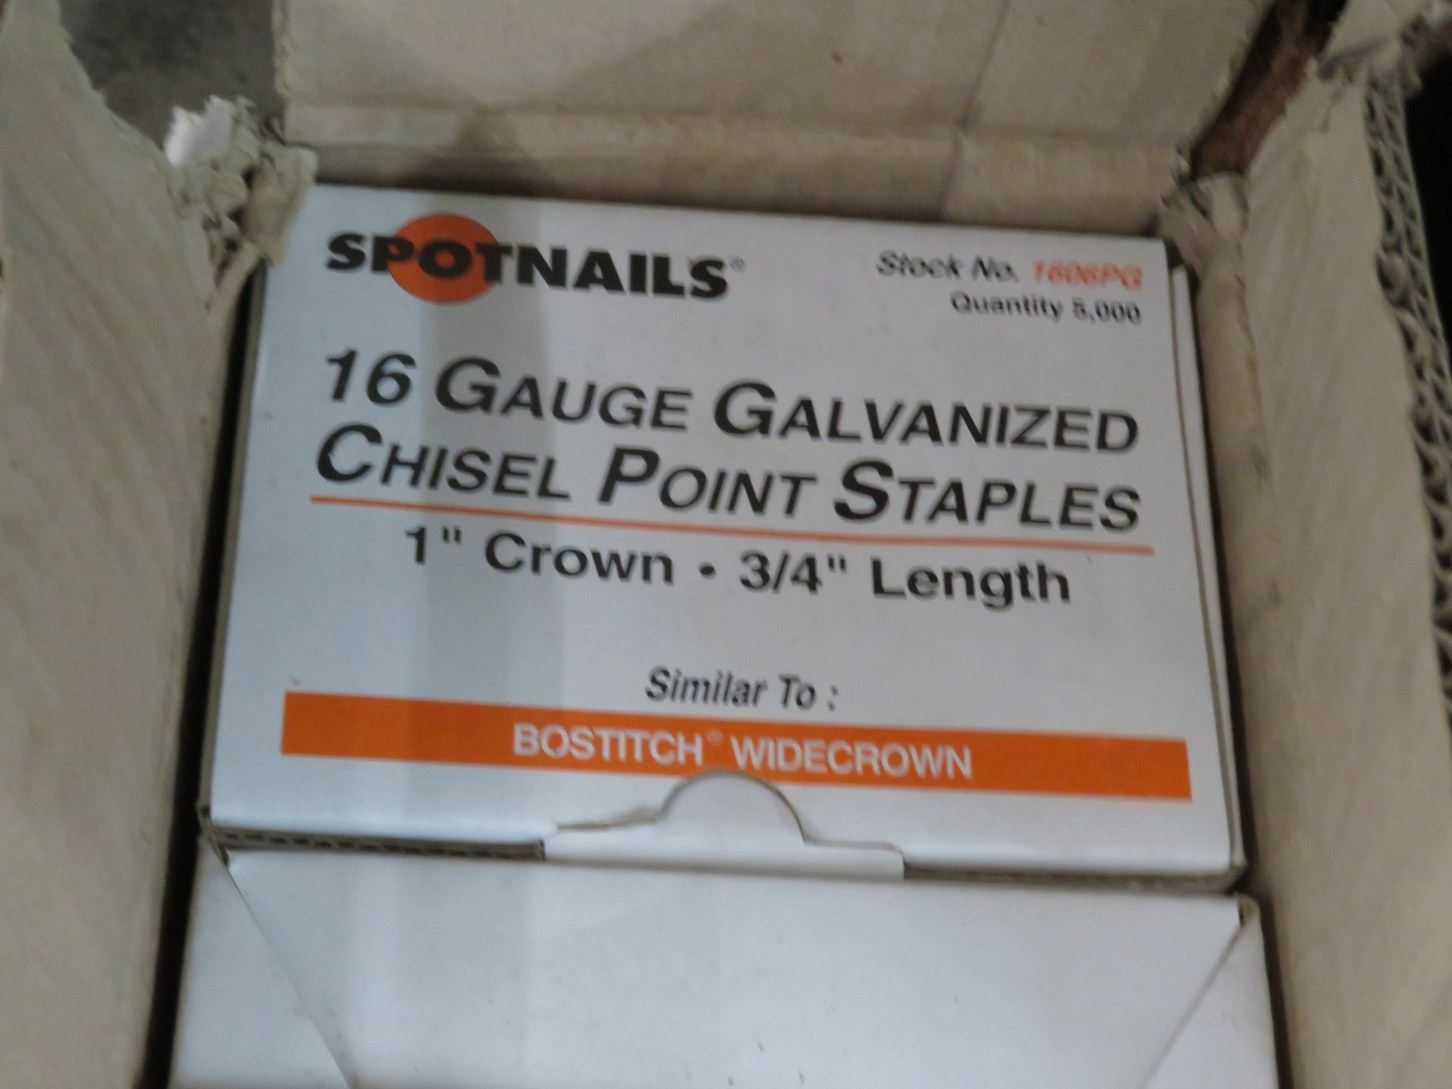 SPOTNAILS®
Stock No. 1606PG
Quantity 5,000
16 GAUGE GALVANIZED
CHISEL POINT STAPLES
1" Crown • 3/4" Length
Similar To :
BOSTITCH™ WIDECROWN